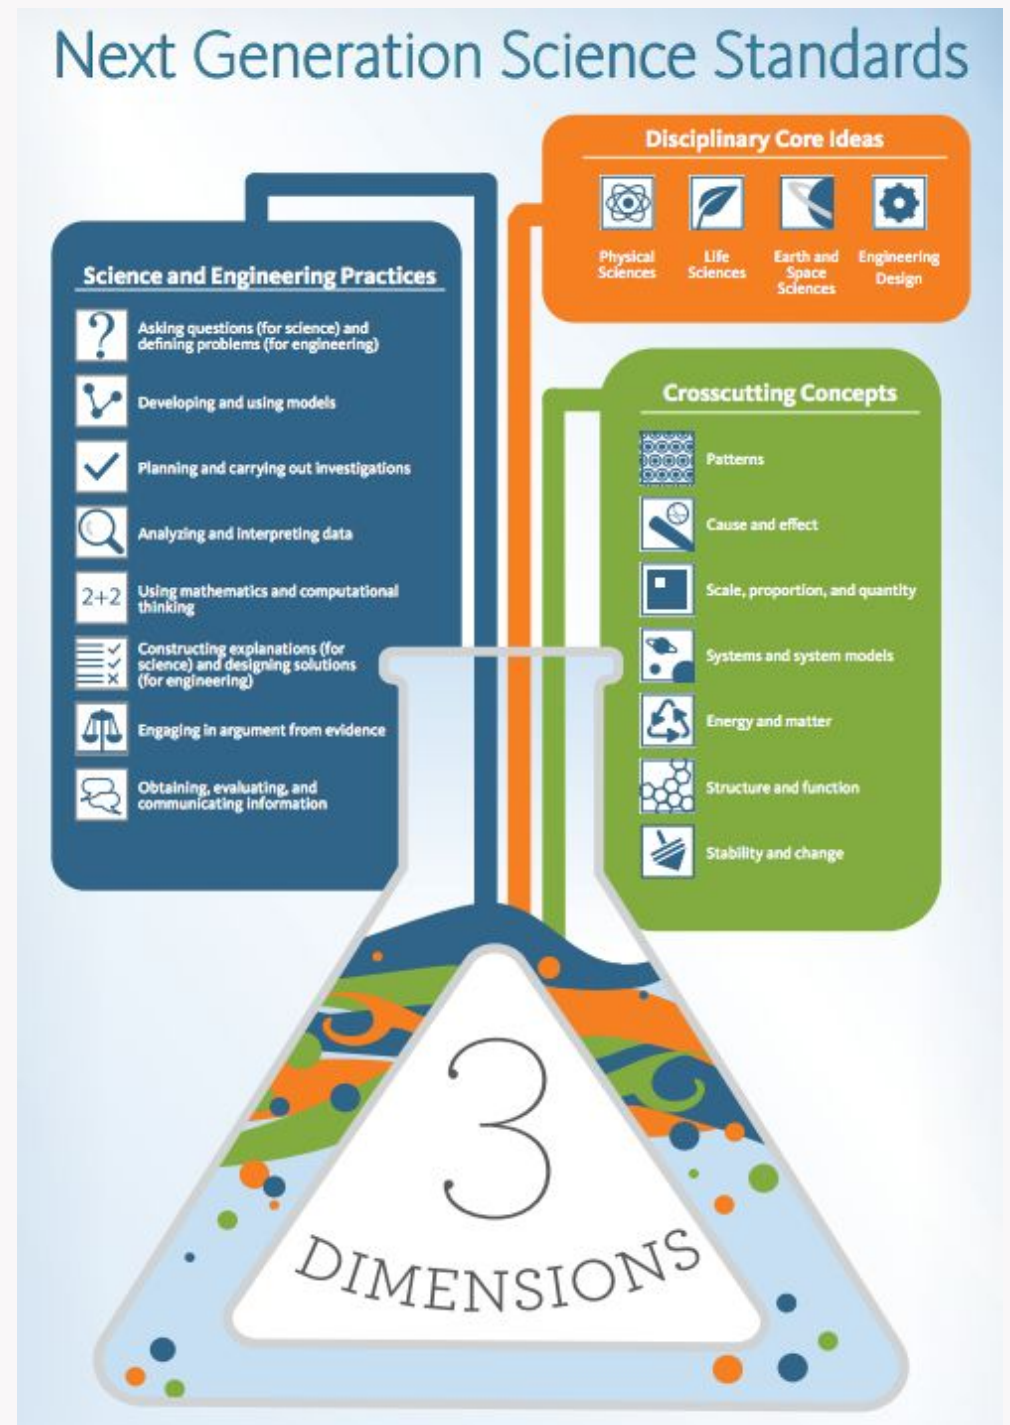 Next Generation Science Standards
Disciplinary Core Ideas
Physical
Sciences
Life
Sciences
Earth and
Space
Sciences
Engineering
Design
Science and Engineering Practices
Asking questions (for science) and
defining problems (for engineering)
Developing and using models
Planning and carrying out investigations
Analyzing and interpreting data
2+2
Using mathematics and computational
thinking
Constructing explanations (for
science) and designing solutions
(for engineering)
Engaging in argument from evidence
Obtaining, evaluating, and
communicating information
Crosscutting Concepts
Patterns
Cause and effect
Scale, proportion, and quantity
Systems and system models
Energy and matter
Structure and function
Stability and change
3
DIMENSIONS